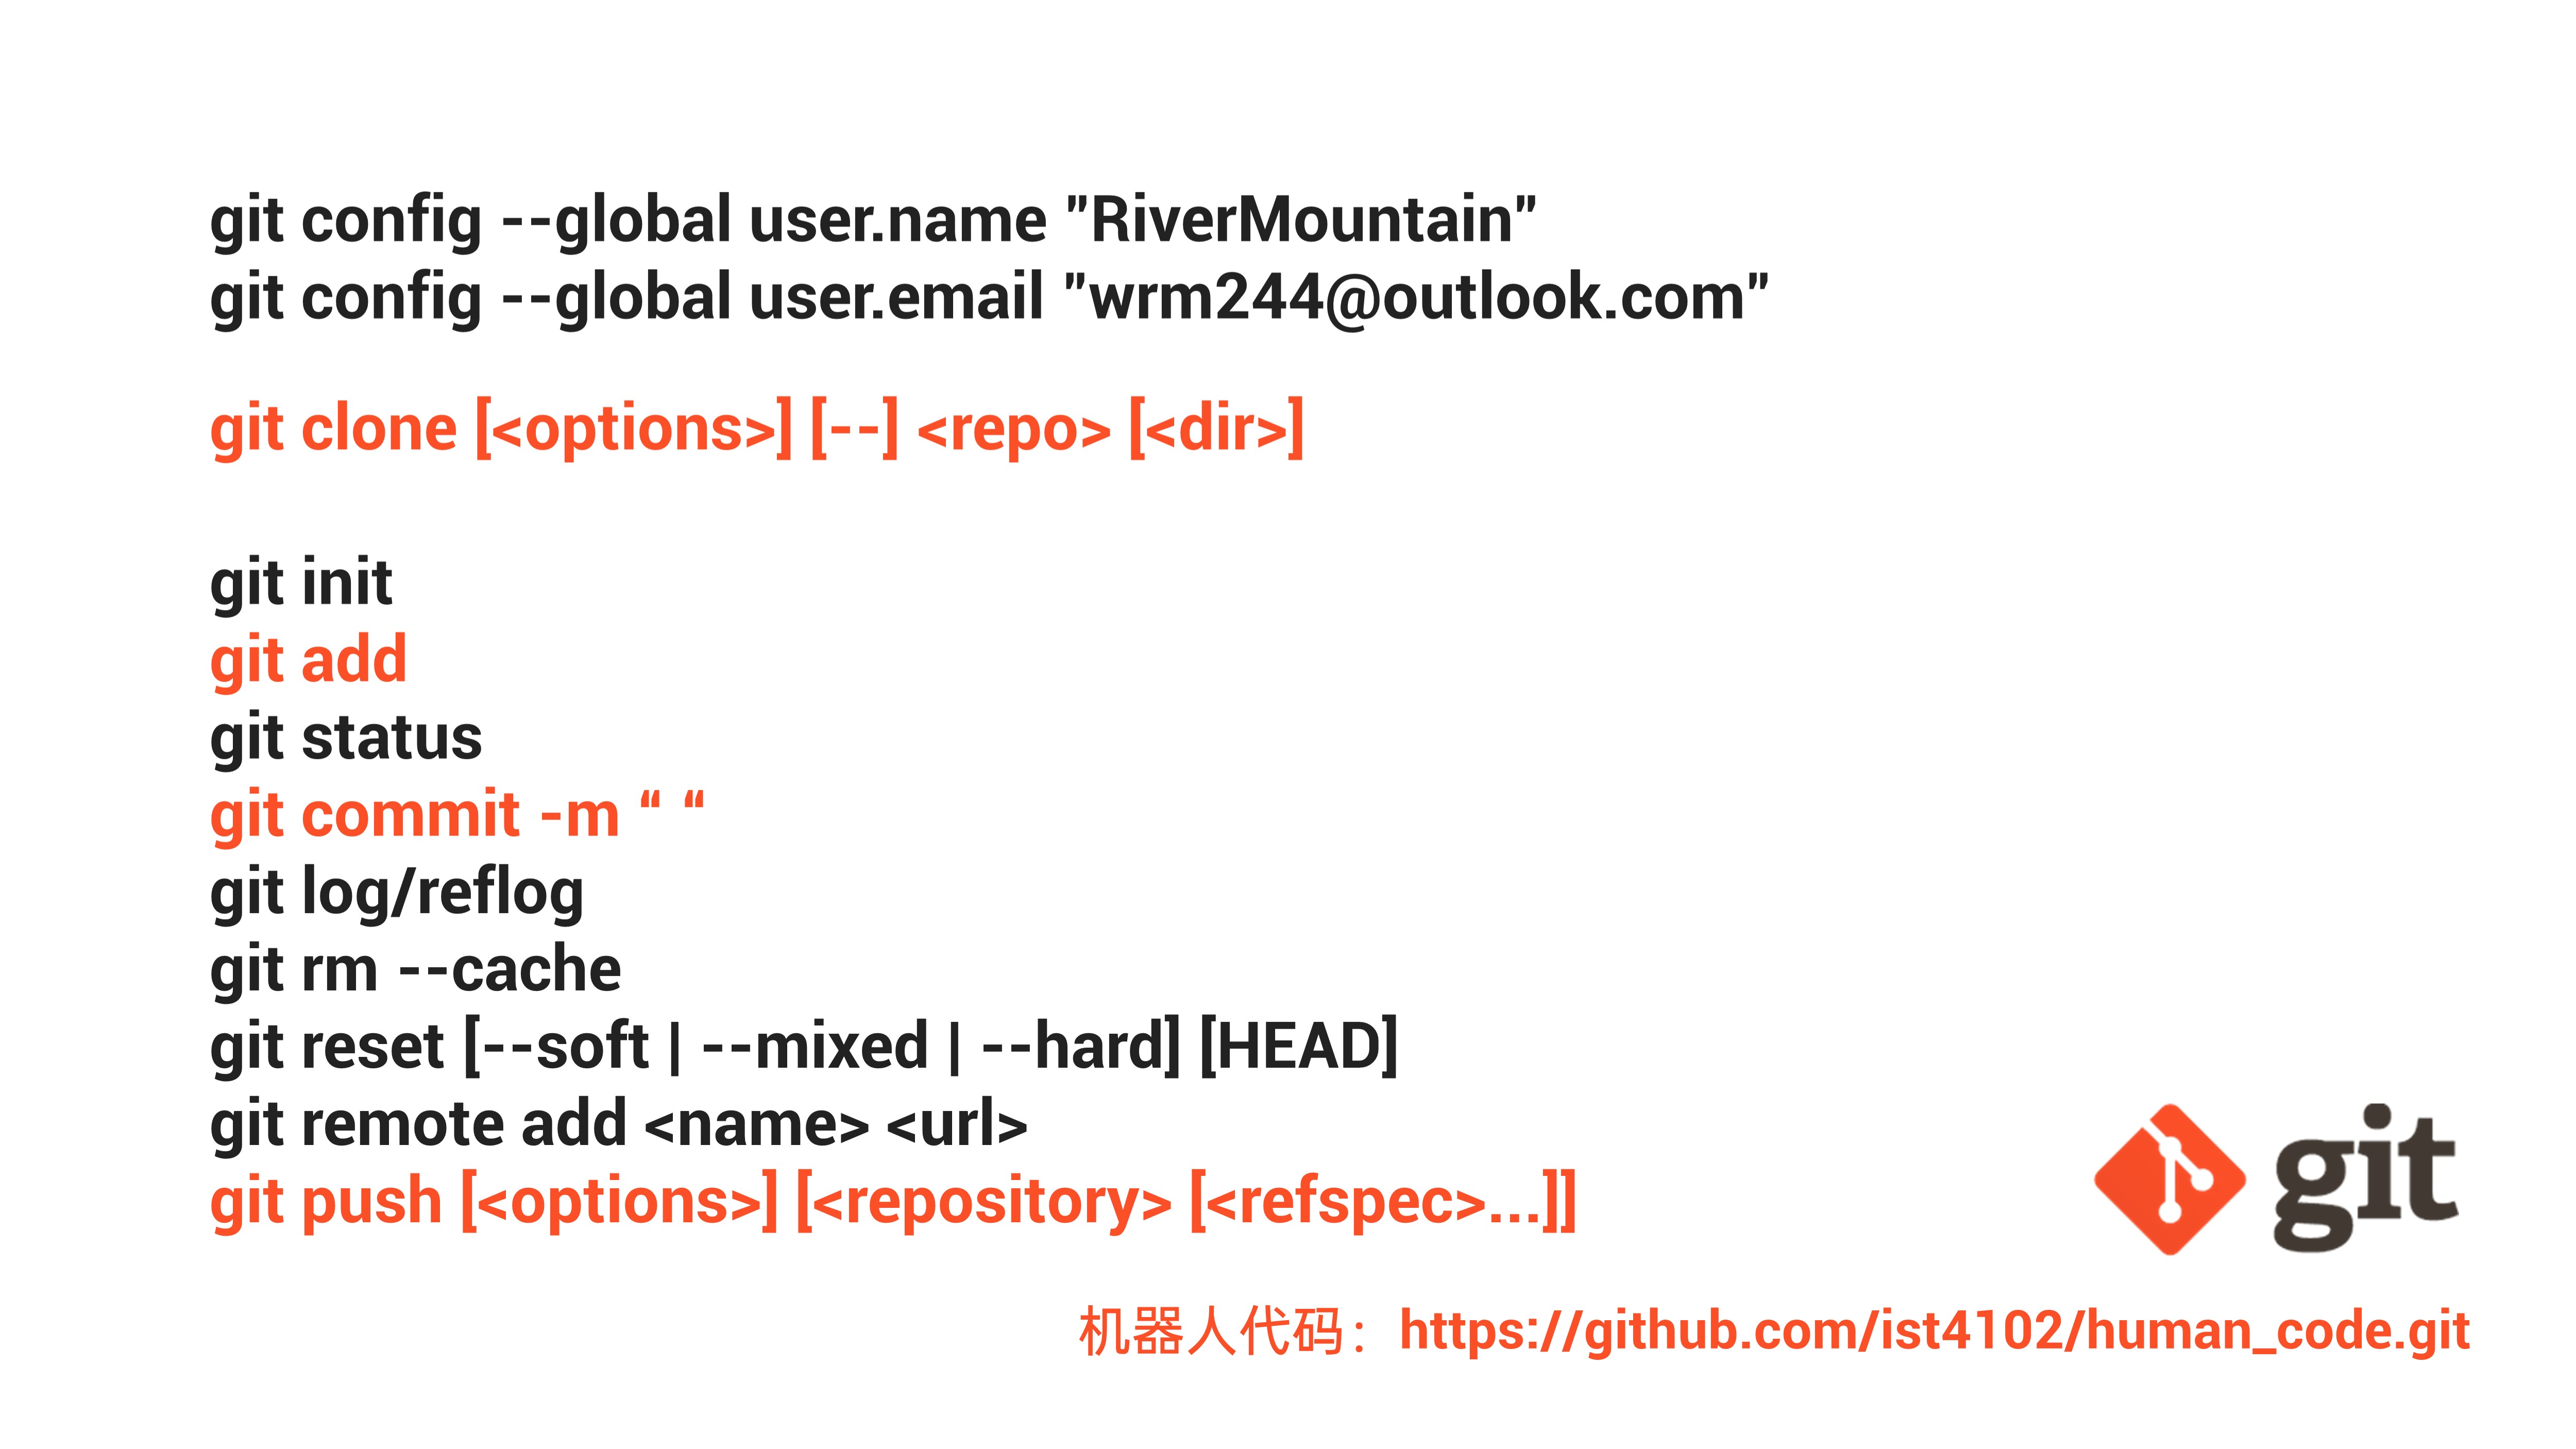 git config --global user.name "RiverMountain"
git config --global user.email "wrm244@outlook.com"
git clone [<options>] [--] <repo> [<dir>]
git init
git add
git status
git commit -m “ “
git log/reflog
git rm --cache
git reset [--soft | --mixed | --hard] [HEAD]
git remote add <name> <url>
git push [<options>] [<repository> [<refspec>...]]
git
机器人代码：https://github.com/ist4102/human_code.git